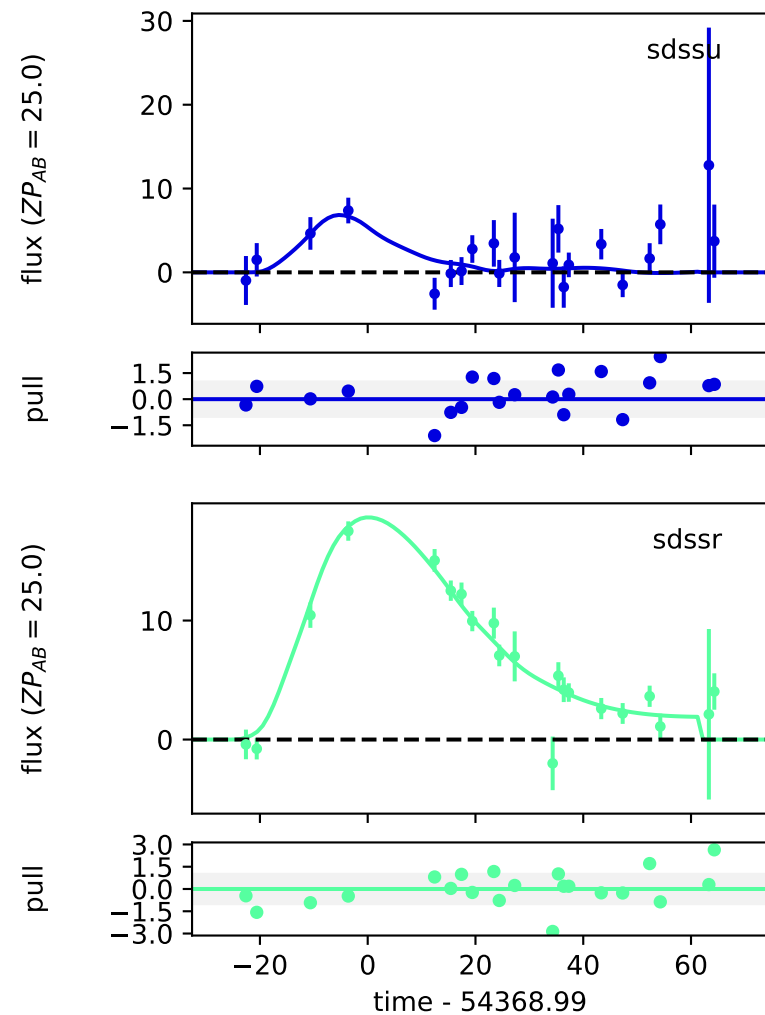 30
sdssu
20
10
0
flux (ZP_AB = 25.0)
1.5
0.0
−1.5
pull
sdssr
10
0
flux (ZP_AB = 25.0)
3.0
1.5
0.0
−1.5
−3.0
pull
−20 0 20 40 60
time - 54368.99